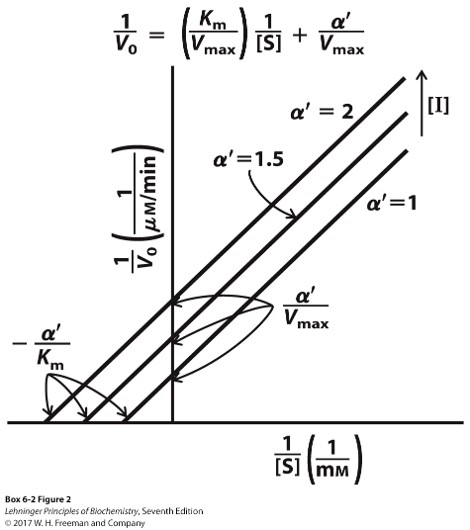 1/V₀ = (Kₘ/Vₘₐₓ) 1/[S] + α′/Vₘₐₓ
α′ = 2
[I]
α′=1.5
α′=1
1/V₀ (1/μM/min)
α′/Vₘₐₓ
− α′/Kₘ
1/[S] (1/mM)
Box 6-2 Figure 2
Lehninger Principles of Biochemistry, Seventh Edition
© 2017 W. H. Freeman and Company